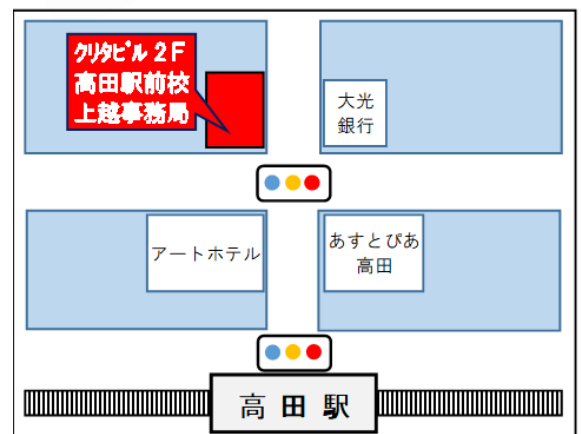 クリタビル 2F
高田駅前校
上越事務局
大光
銀行
アートホテル
あすとぴあ
高田
高田駅